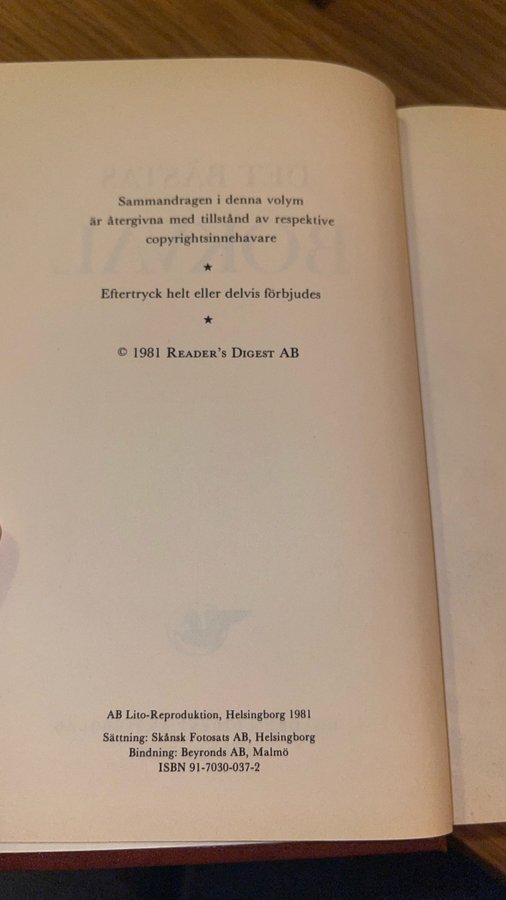 Sammandragen i denna volym
är återgivna med tillstånd av respektive
copyrightsinnehavare
★
Eftertryck helt eller delvis förbjudes
★
© 1981 READER'S DIGEST AB
AB Lito-Reproduktion, Helsingborg 1981
Sättning: Skånsk Fotosats AB, Helsingborg
Bindning: Beyronds AB, Malmö
ISBN 91-7030-037-2